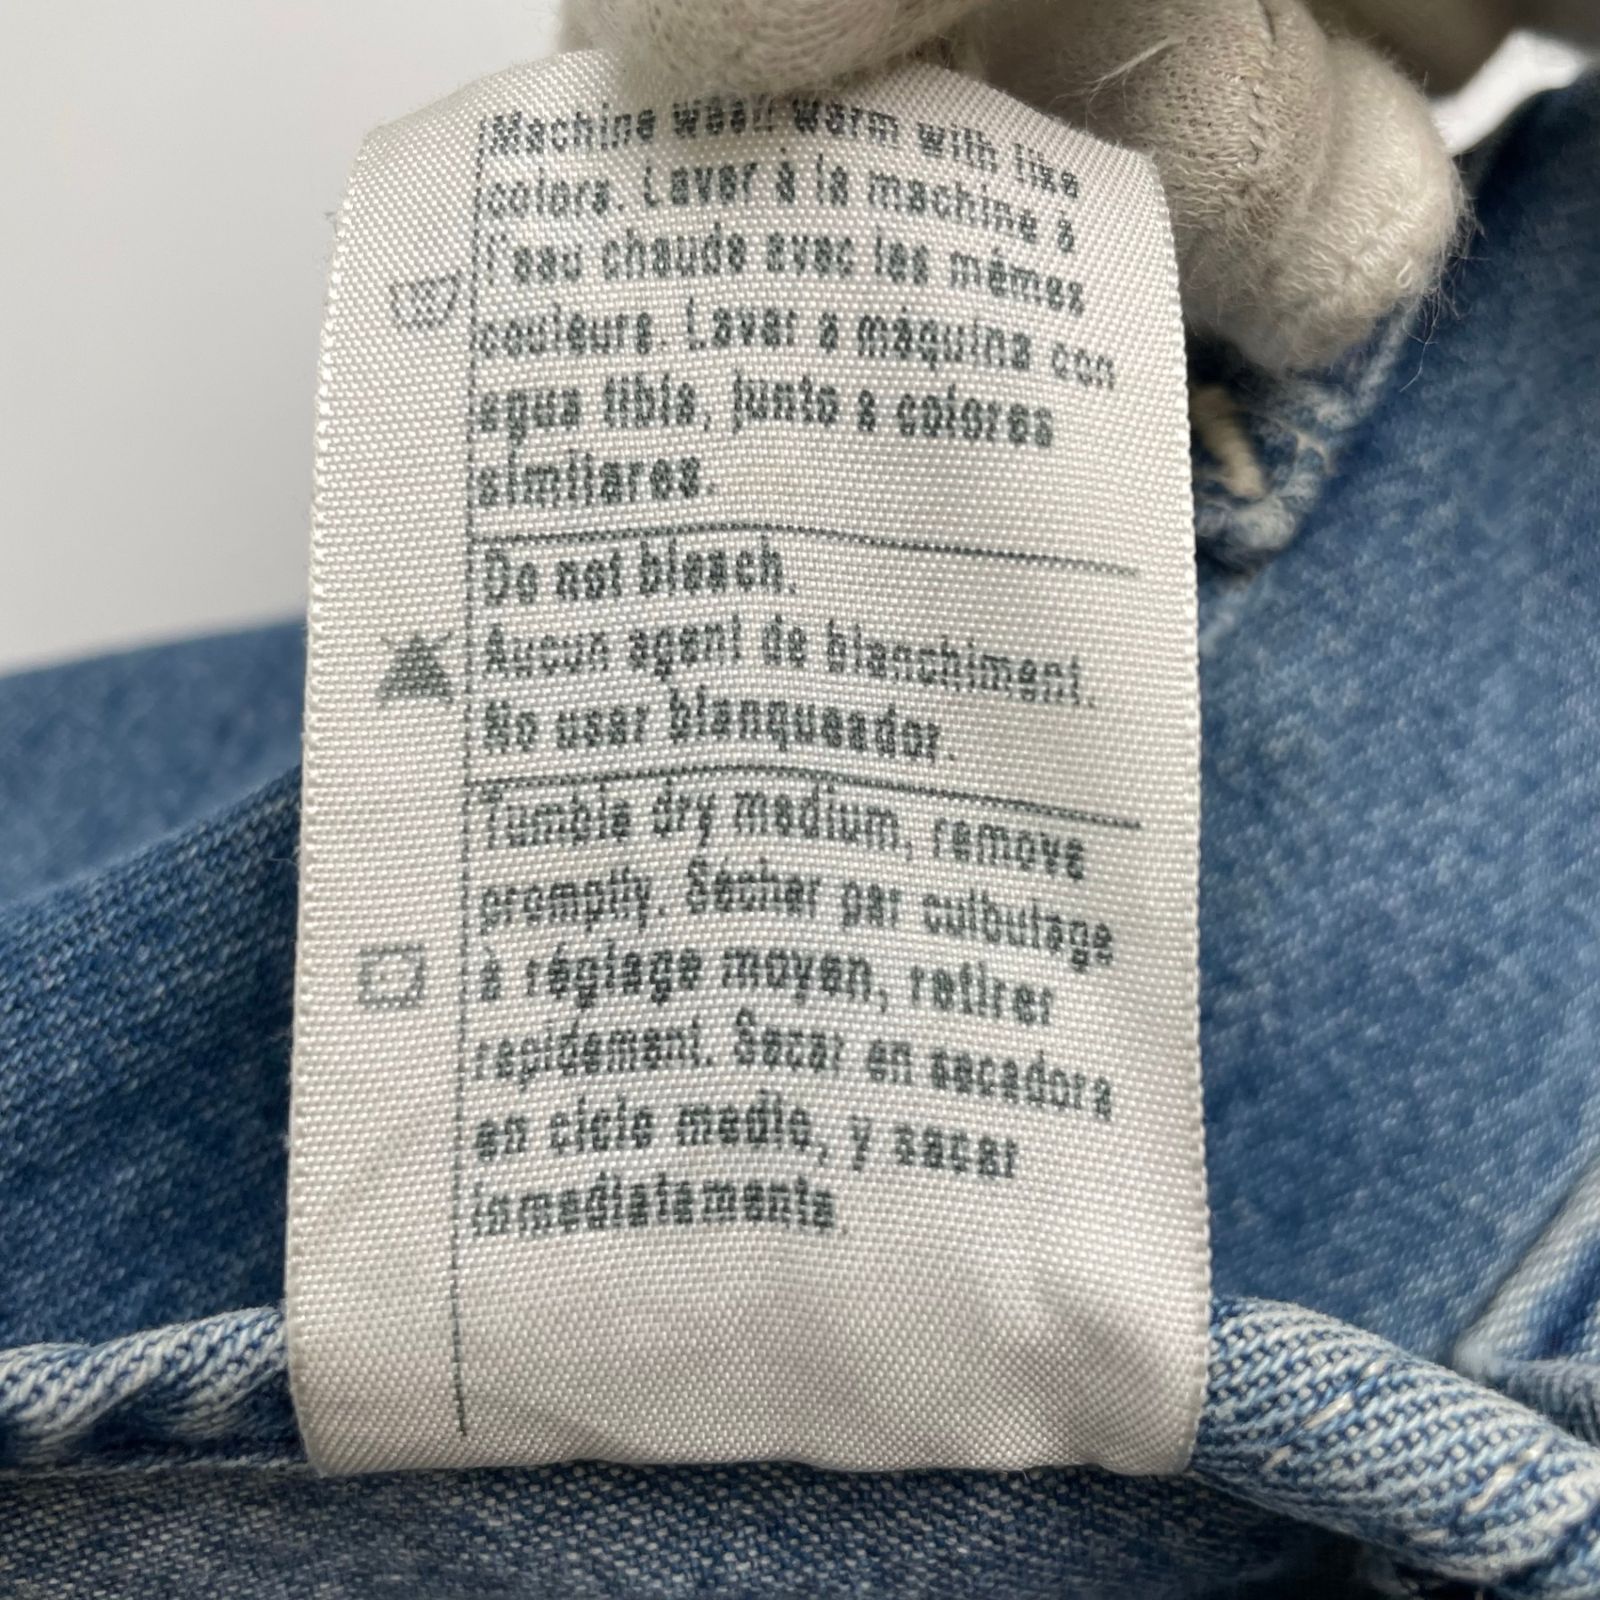 Machine wash warm with like
colors. Laver à la machine à
l'eau chaude avec les mêmes
couleurs. Lavar a máquina con
agua tibia, junto a colores
similares.
Do not bleach.
Aucun agent de blanchiment.
No usar blanqueador.
Tumble dry medium, remove
promptly. Sécher par culbutage
à réglage moyen, retirer
rapidement. Secar en secadora
en ciclo medio, y sacar
inmediatamente.